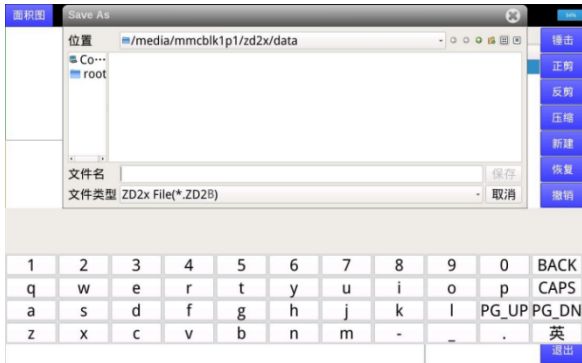 面积图 Save As 54%
位置 /media/mmcblk1p1/zd2x/data 锤击
Co…
root 正剪
反剪
压缩
新建
文件名 保存 恢复
文件类型 ZD2x File(*.ZD2B) 取消 撤销
1 2 3 4 5 6 7 8 9 0 BACK
q w e r t y u i o p CAPS
a s d f g h j k l PG_UP PG_DN
z x c v b n m - _ . 英
退出